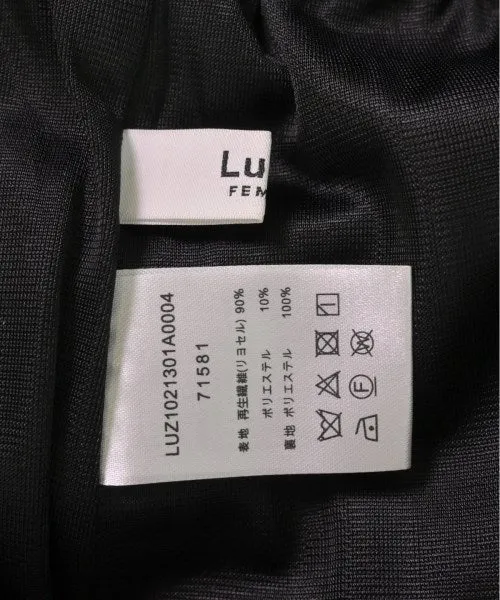 Lu
FEM
LUZ1021301A0004
71581
表地 再生繊維(リヨセル) 90%
ポリエステル 10%
裏地 ポリエステル 100%
F